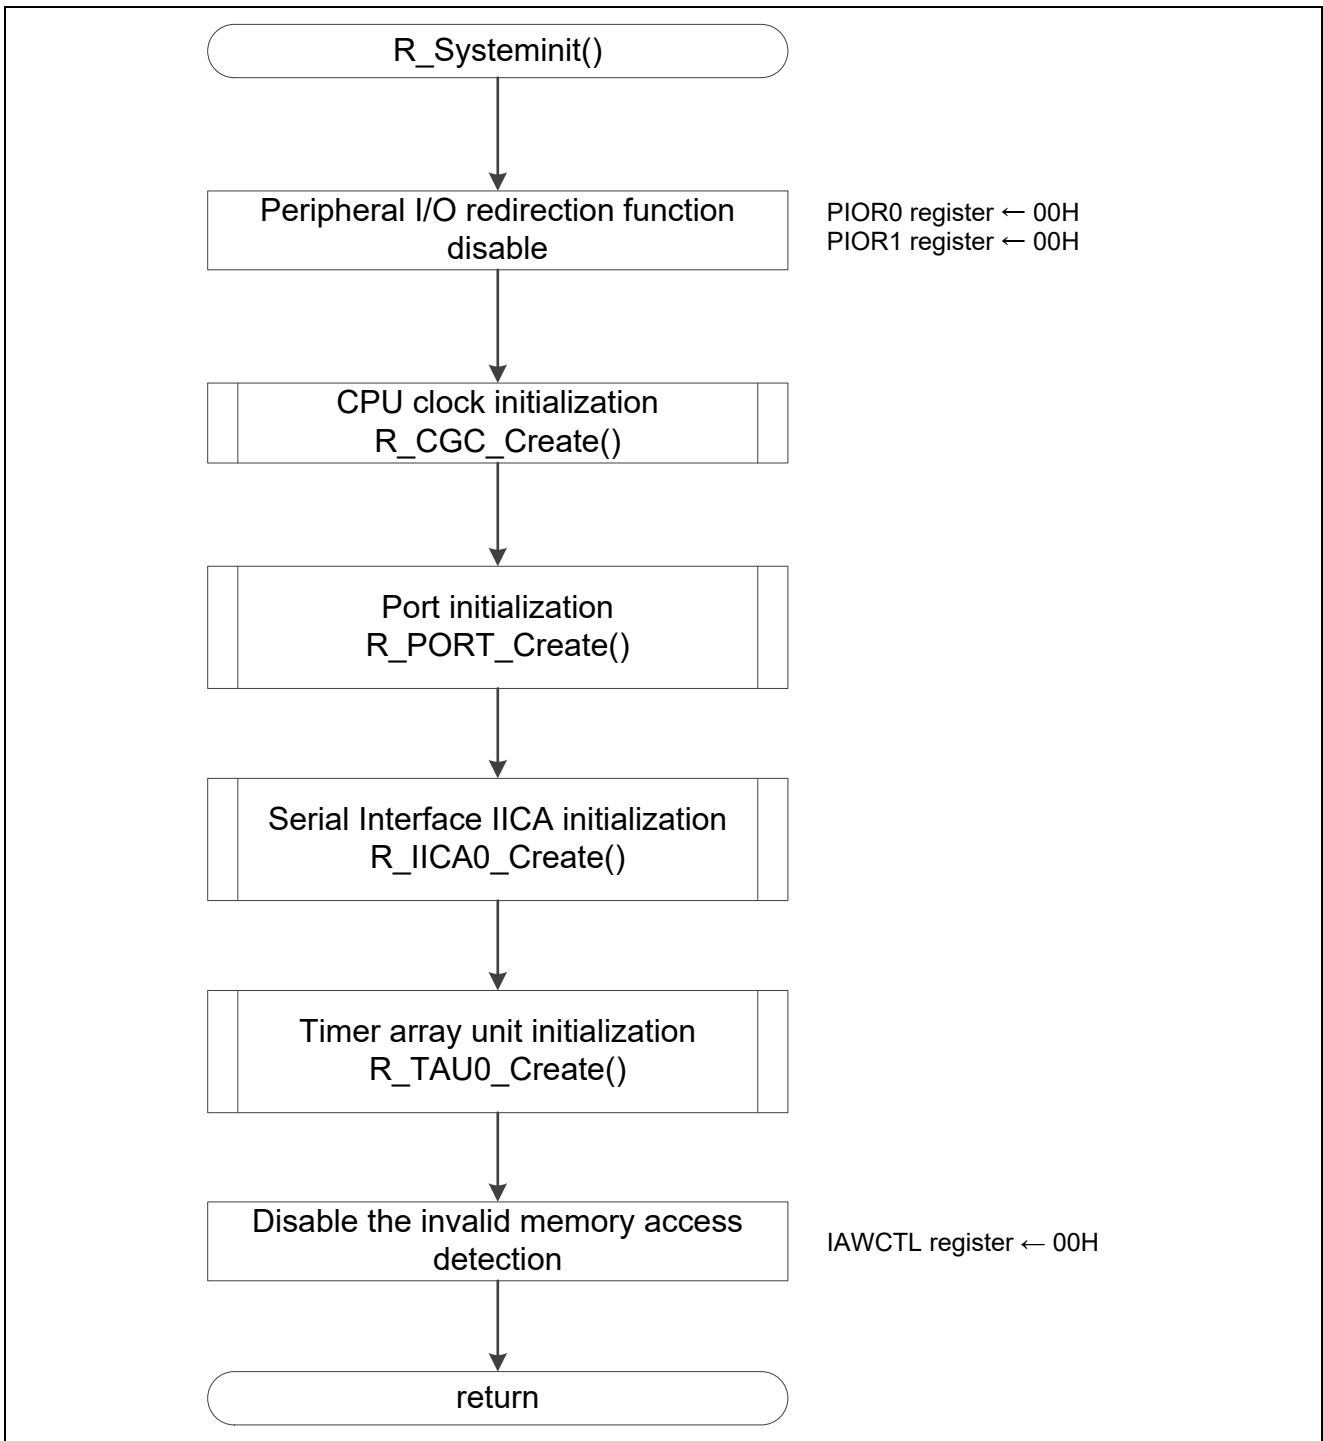 R_Systeminit()
Peripheral I/O redirection function
disable
PIOR0 register ← 00H
PIOR1 register ← 00H
CPU clock initialization
R_CGC_Create()
Port initialization
R_PORT_Create()
Serial Interface IICA initialization
R_IICA0_Create()
Timer array unit initialization
R_TAU0_Create()
Disable the invalid memory access
detection
IAWCTL register ← 00H
return